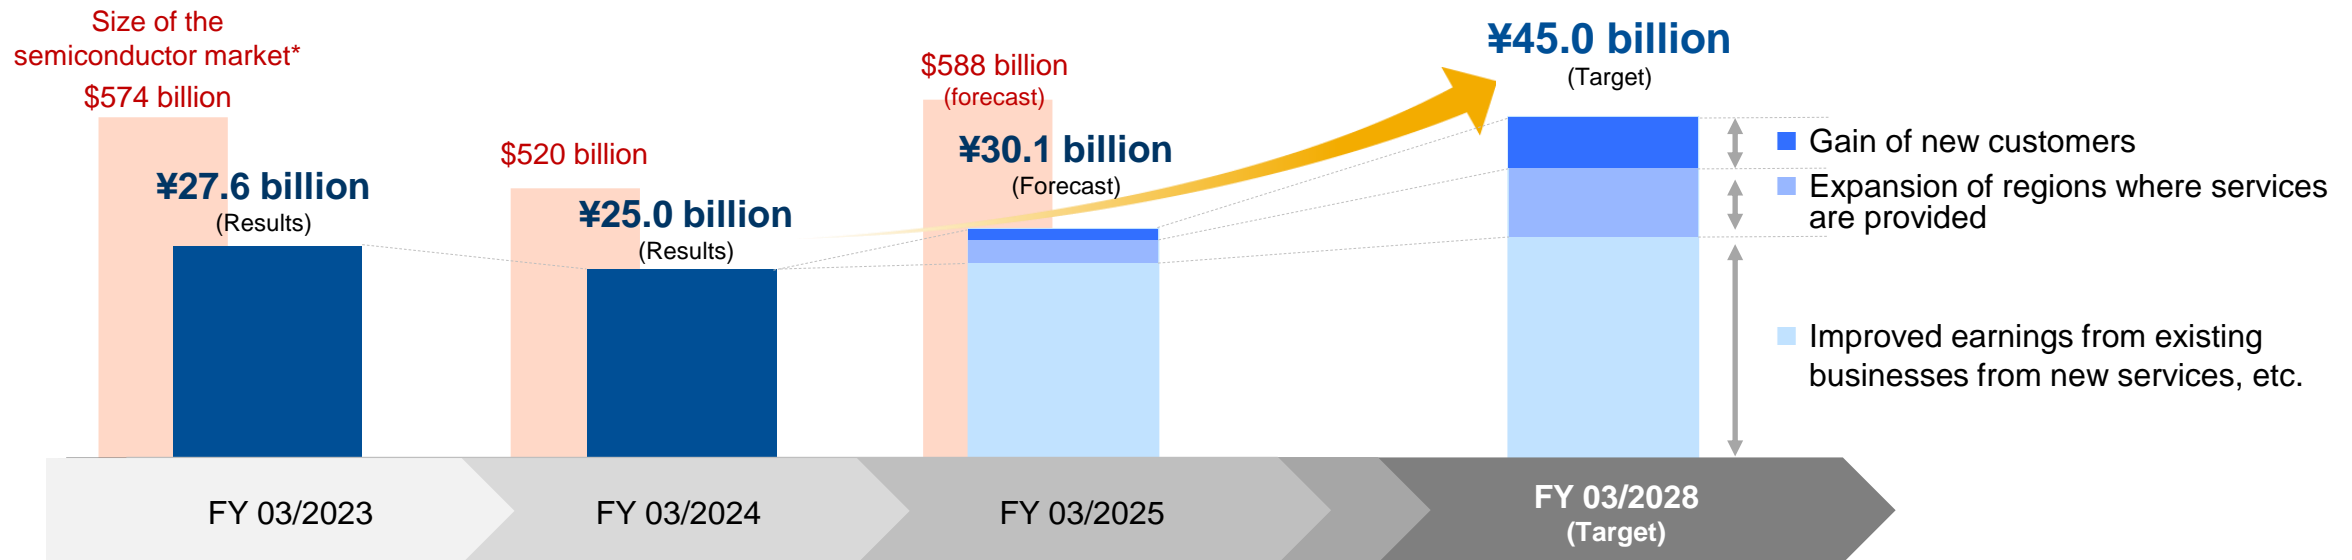 Size of the
semiconductor market*
$574 billion
¥27.6 billion
(Results)
$520 billion
¥25.0 billion
(Results)
$588 billion
(forecast)
¥30.1 billion
(Forecast)
¥45.0 billion
(Target)
Gain of new customers
Expansion of regions where services
are provided
Improved earnings from existing
businesses from new services, etc.
FY 03/2023
FY 03/2024
FY 03/2025
FY 03/2028
(Target)